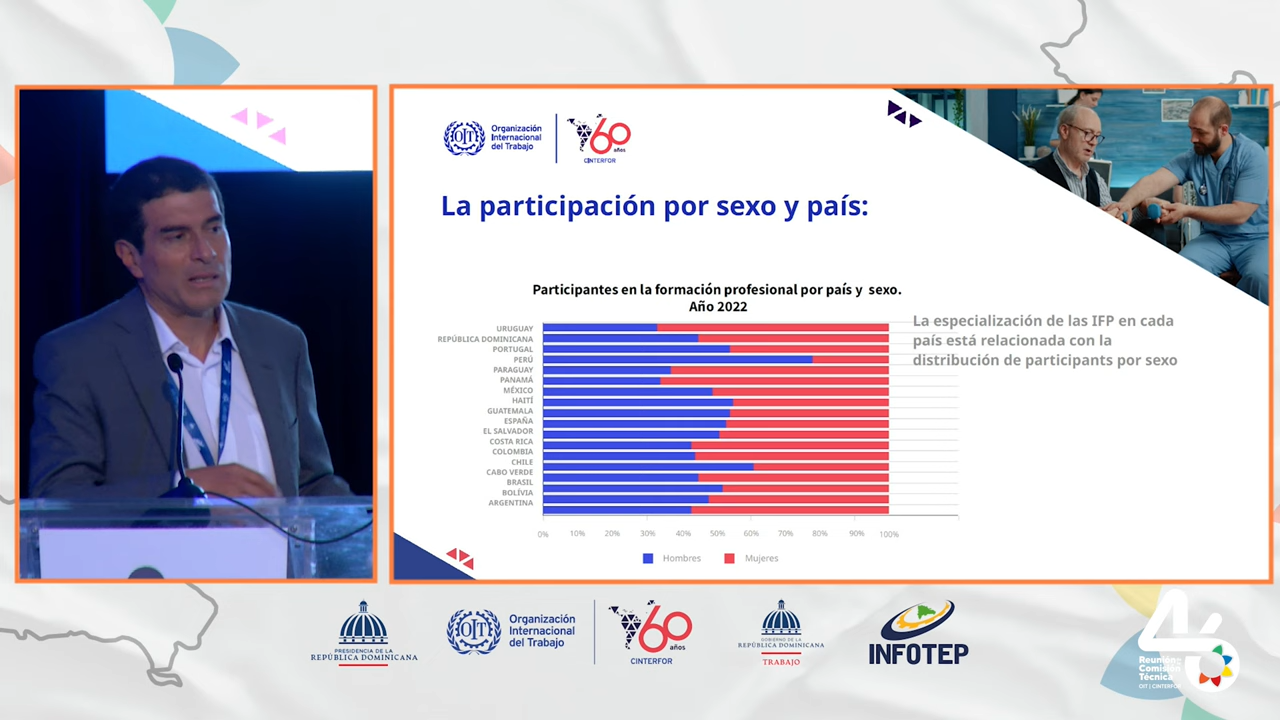 OIT
Organización
Internacional
del Trabajo
60
años
CINTERFOR
La participación por sexo y país:
Participantes en la formación profesional por país y sexo.
Año 2022
URUGUAY
REPÚBLICA DOMINICANA
PORTUGAL
PERÚ
PARAGUAY
PANAMÁ
MÉXICO
HAITÍ
GUATEMALA
ESPAÑA
EL SALVADOR
COSTA RICA
COLOMBIA
CHILE
CABO VERDE
BRASIL
BOLÍVIA
ARGENTINA
0% 10% 20% 30% 40% 50% 60% 70% 80% 90% 100%
Hombres Mujeres
La especialización de las IFP en cada
país está relacionada con la
distribución de participants por sexo
PRESIDENCIA DE LA
REPÚBLICA DOMINICANA
OIT
Organización
Internacional
del Trabajo
60
años
CINTERFOR
GOBIERNO DE LA
REPÚBLICA DOMINICANA
TRABAJO
INFOTEP
46
Reunión
Comisión
Técnica
OIT | CINTERFOR